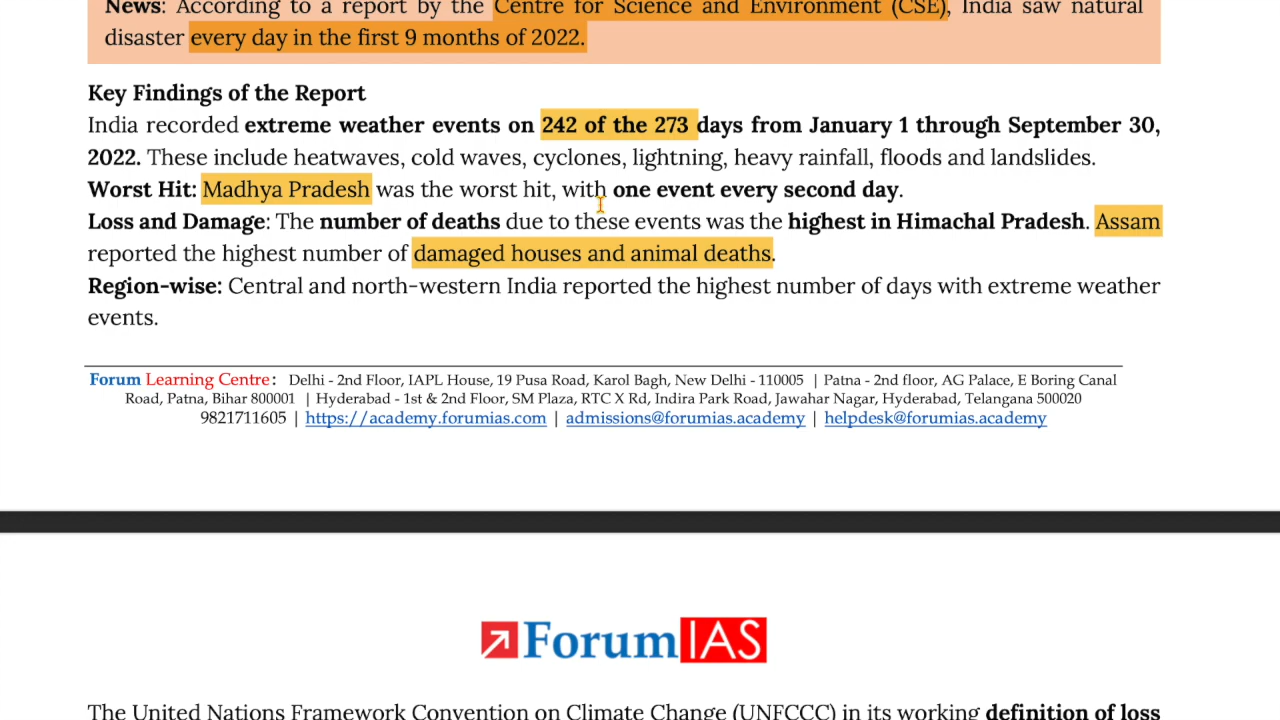 News: According to a report by the Centre for Science and Environment (CSE), India saw natural
disaster every day in the first 9 months of 2022.
Key Findings of the Report
India recorded extreme weather events on 242 of the 273 days from January 1 through September 30,
2022. These include heatwaves, cold waves, cyclones, lightning, heavy rainfall, floods and landslides.
Worst Hit: Madhya Pradesh was the worst hit, with one event every second day.
Loss and Damage: The number of deaths due to these events was the highest in Himachal Pradesh. Assam
reported the highest number of damaged houses and animal deaths.
Region-wise: Central and north-western India reported the highest number of days with extreme weather
events.
Forum Learning Centre: Delhi - 2nd Floor, IAPL House, 19 Pusa Road, Karol Bagh, New Delhi - 110005 | Patna - 2nd floor, AG Palace, E Boring Canal
Road, Patna, Bihar 800001 | Hyderabad - 1st & 2nd Floor, SM Plaza, RTC X Rd, Indira Park Road, Jawahar Nagar, Hyderabad, Telangana 500020
9821711605 | https://academy.forumias.com | admissions@forumias.academy | helpdesk@forumias.academy
Forum IAS
The United Nations Framework Convention on Climate Change (UNFCCC) in its working definition of loss